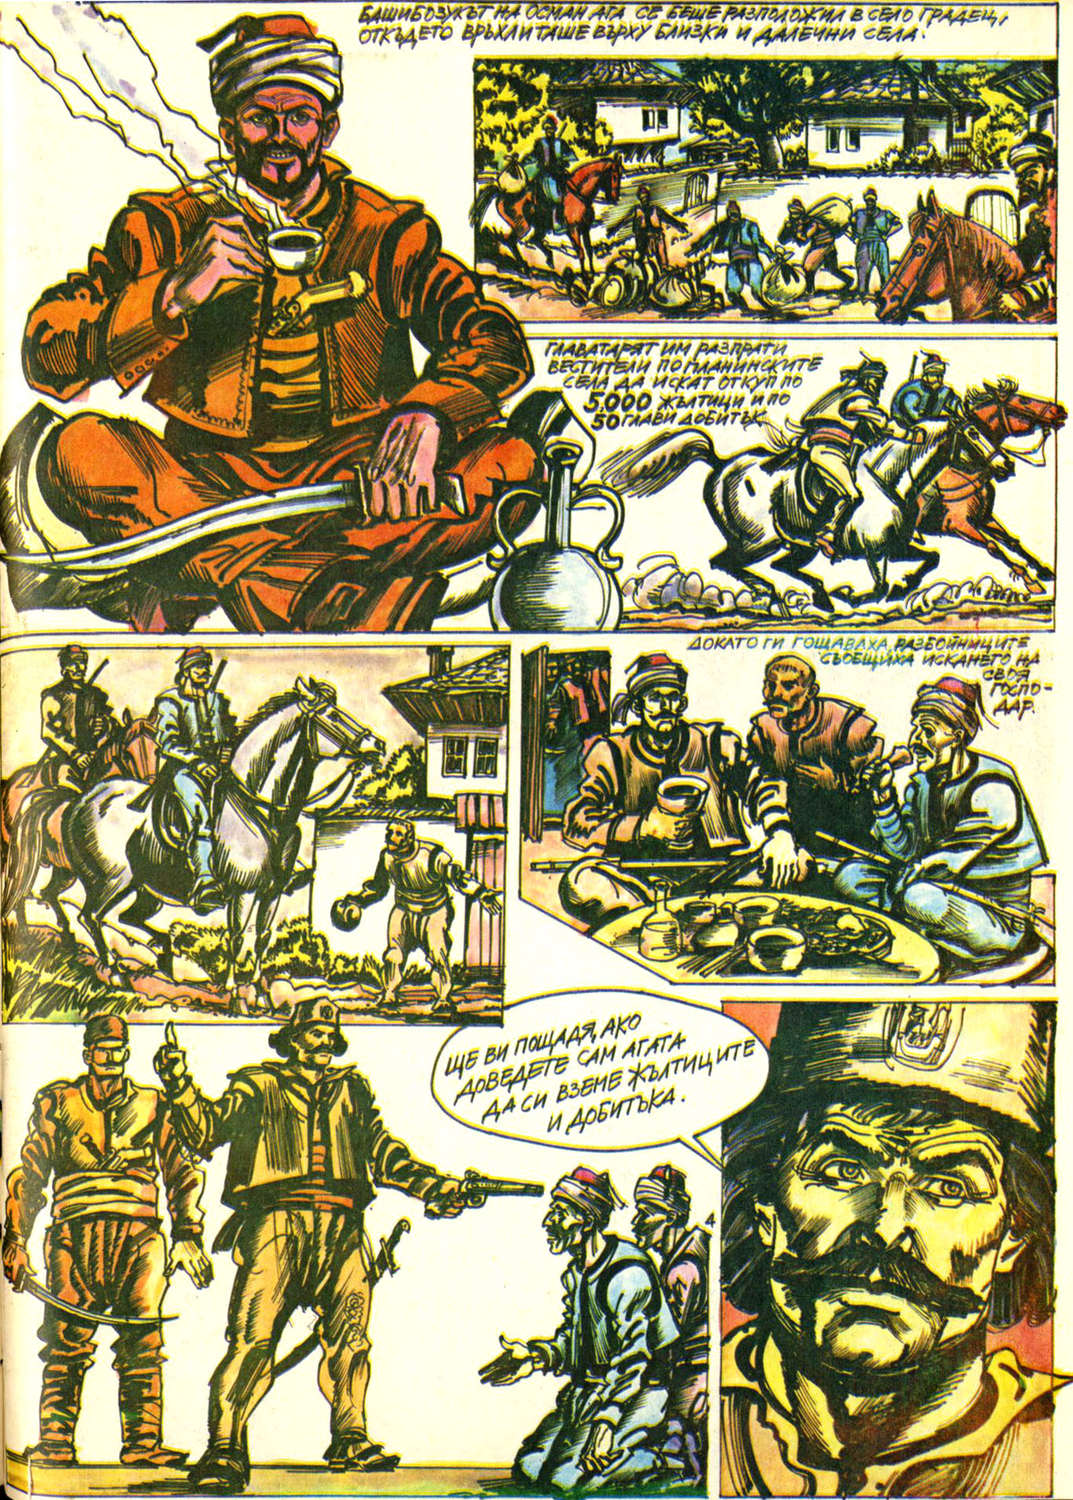 БАШИБОЗУКЪТ НА ОСМАН АГА СЕ БЕШЕ РАЗПОЛОЖИЛ В СЕЛО ГРАДЕЦ,
ОТКЪДЕТО ВРЪХЛИТАШЕ ВЪРХУ БЛИЗКИ И ДАЛЕЧНИ СЕЛА.
ГЛАВАТАРЯТ ИМ РАЗПРАТИ
ВЕСТИТЕЛИ ПО ПЛАНИНСКИТЕ
СЕЛА ДА ИСКАТ ОТКУП ПО
5.000 ЖЪЛТИЦИ И ПО
50 ГЛАВИ ДОБИТЪК.
ДОКАТО ГИ ГОЩАВАХА, РАЗБОЙНИЦИТЕ
СЪОБЩИХА ИСКАНЕТО НА
СВОЯ
ГОСПО-
ДАР.
ЩЕ ВИ ПОЩАДЯ, АКО
ДОВЕДЕТЕ САМ АГАТА
ДА СИ ВЗЕМЕ ЖЪЛТИЦИТЕ
И ДОБИТЪКА.
4